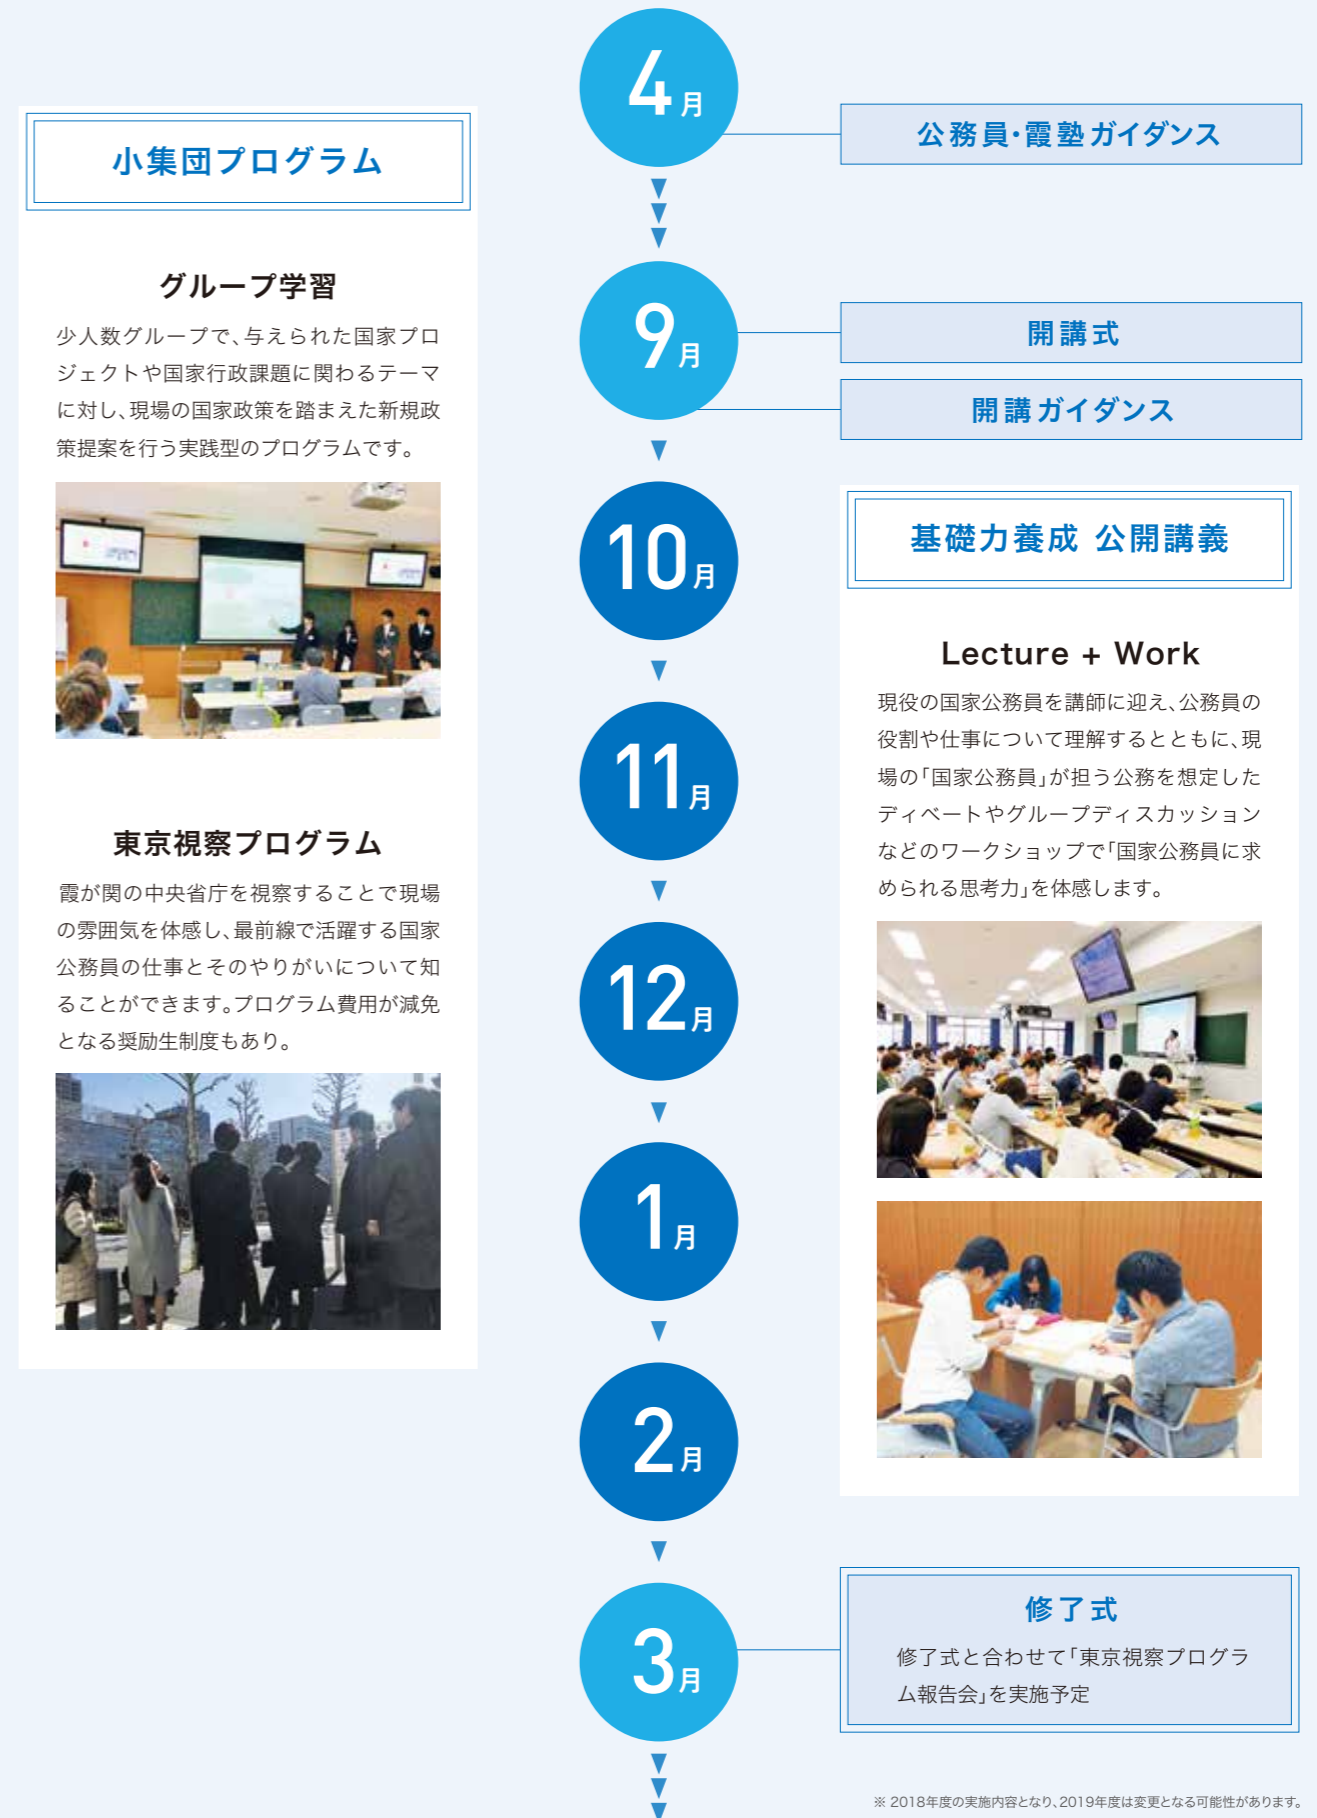 4月
公務員・霞塾ガイダンス
小集団プログラム
グループ学習
少人数グループで、与えられた国家プロ
ジェクトや国家行政課題に関わるテーマ
に対し、現場の国家政策を踏まえた新規政
策提案を行う実践型のプログラムです。
東京視察プログラム
霞が関の中央省庁を視察することで現場
の雰囲気を体感し、最前線で活躍する国家
公務員の仕事とそのやりがいについて知
ることができます。プログラム費用が減免
となる奨励生制度もあり。
9月
開講式
開講ガイダンス
10月
11月
12月
1月
2月
基礎力養成 公開講義
Lecture + Work
現役の国家公務員を講師に迎え、公務員の
役割や仕事について理解するとともに、現
場の「国家公務員」が担う公務を想定した
ディベートやグループディスカッション
などのワークショップで「国家公務員に求
められる思考力」を体感します。
3月
修了式
修了式と合わせて「東京視察プログラ
ム報告会」を実施予定
※ 2018年度の実施内容となり、2019年度は変更となる可能性があります。